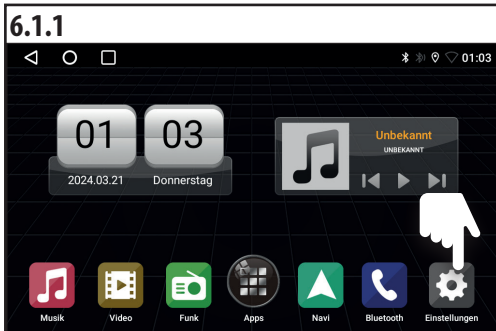 6.1.1
01:03
01 03
2024.03.21 Donnerstag
Unbekannt
UNBEKANNT
Musik Video Funk Apps Navi Bluetooth Einstellungen